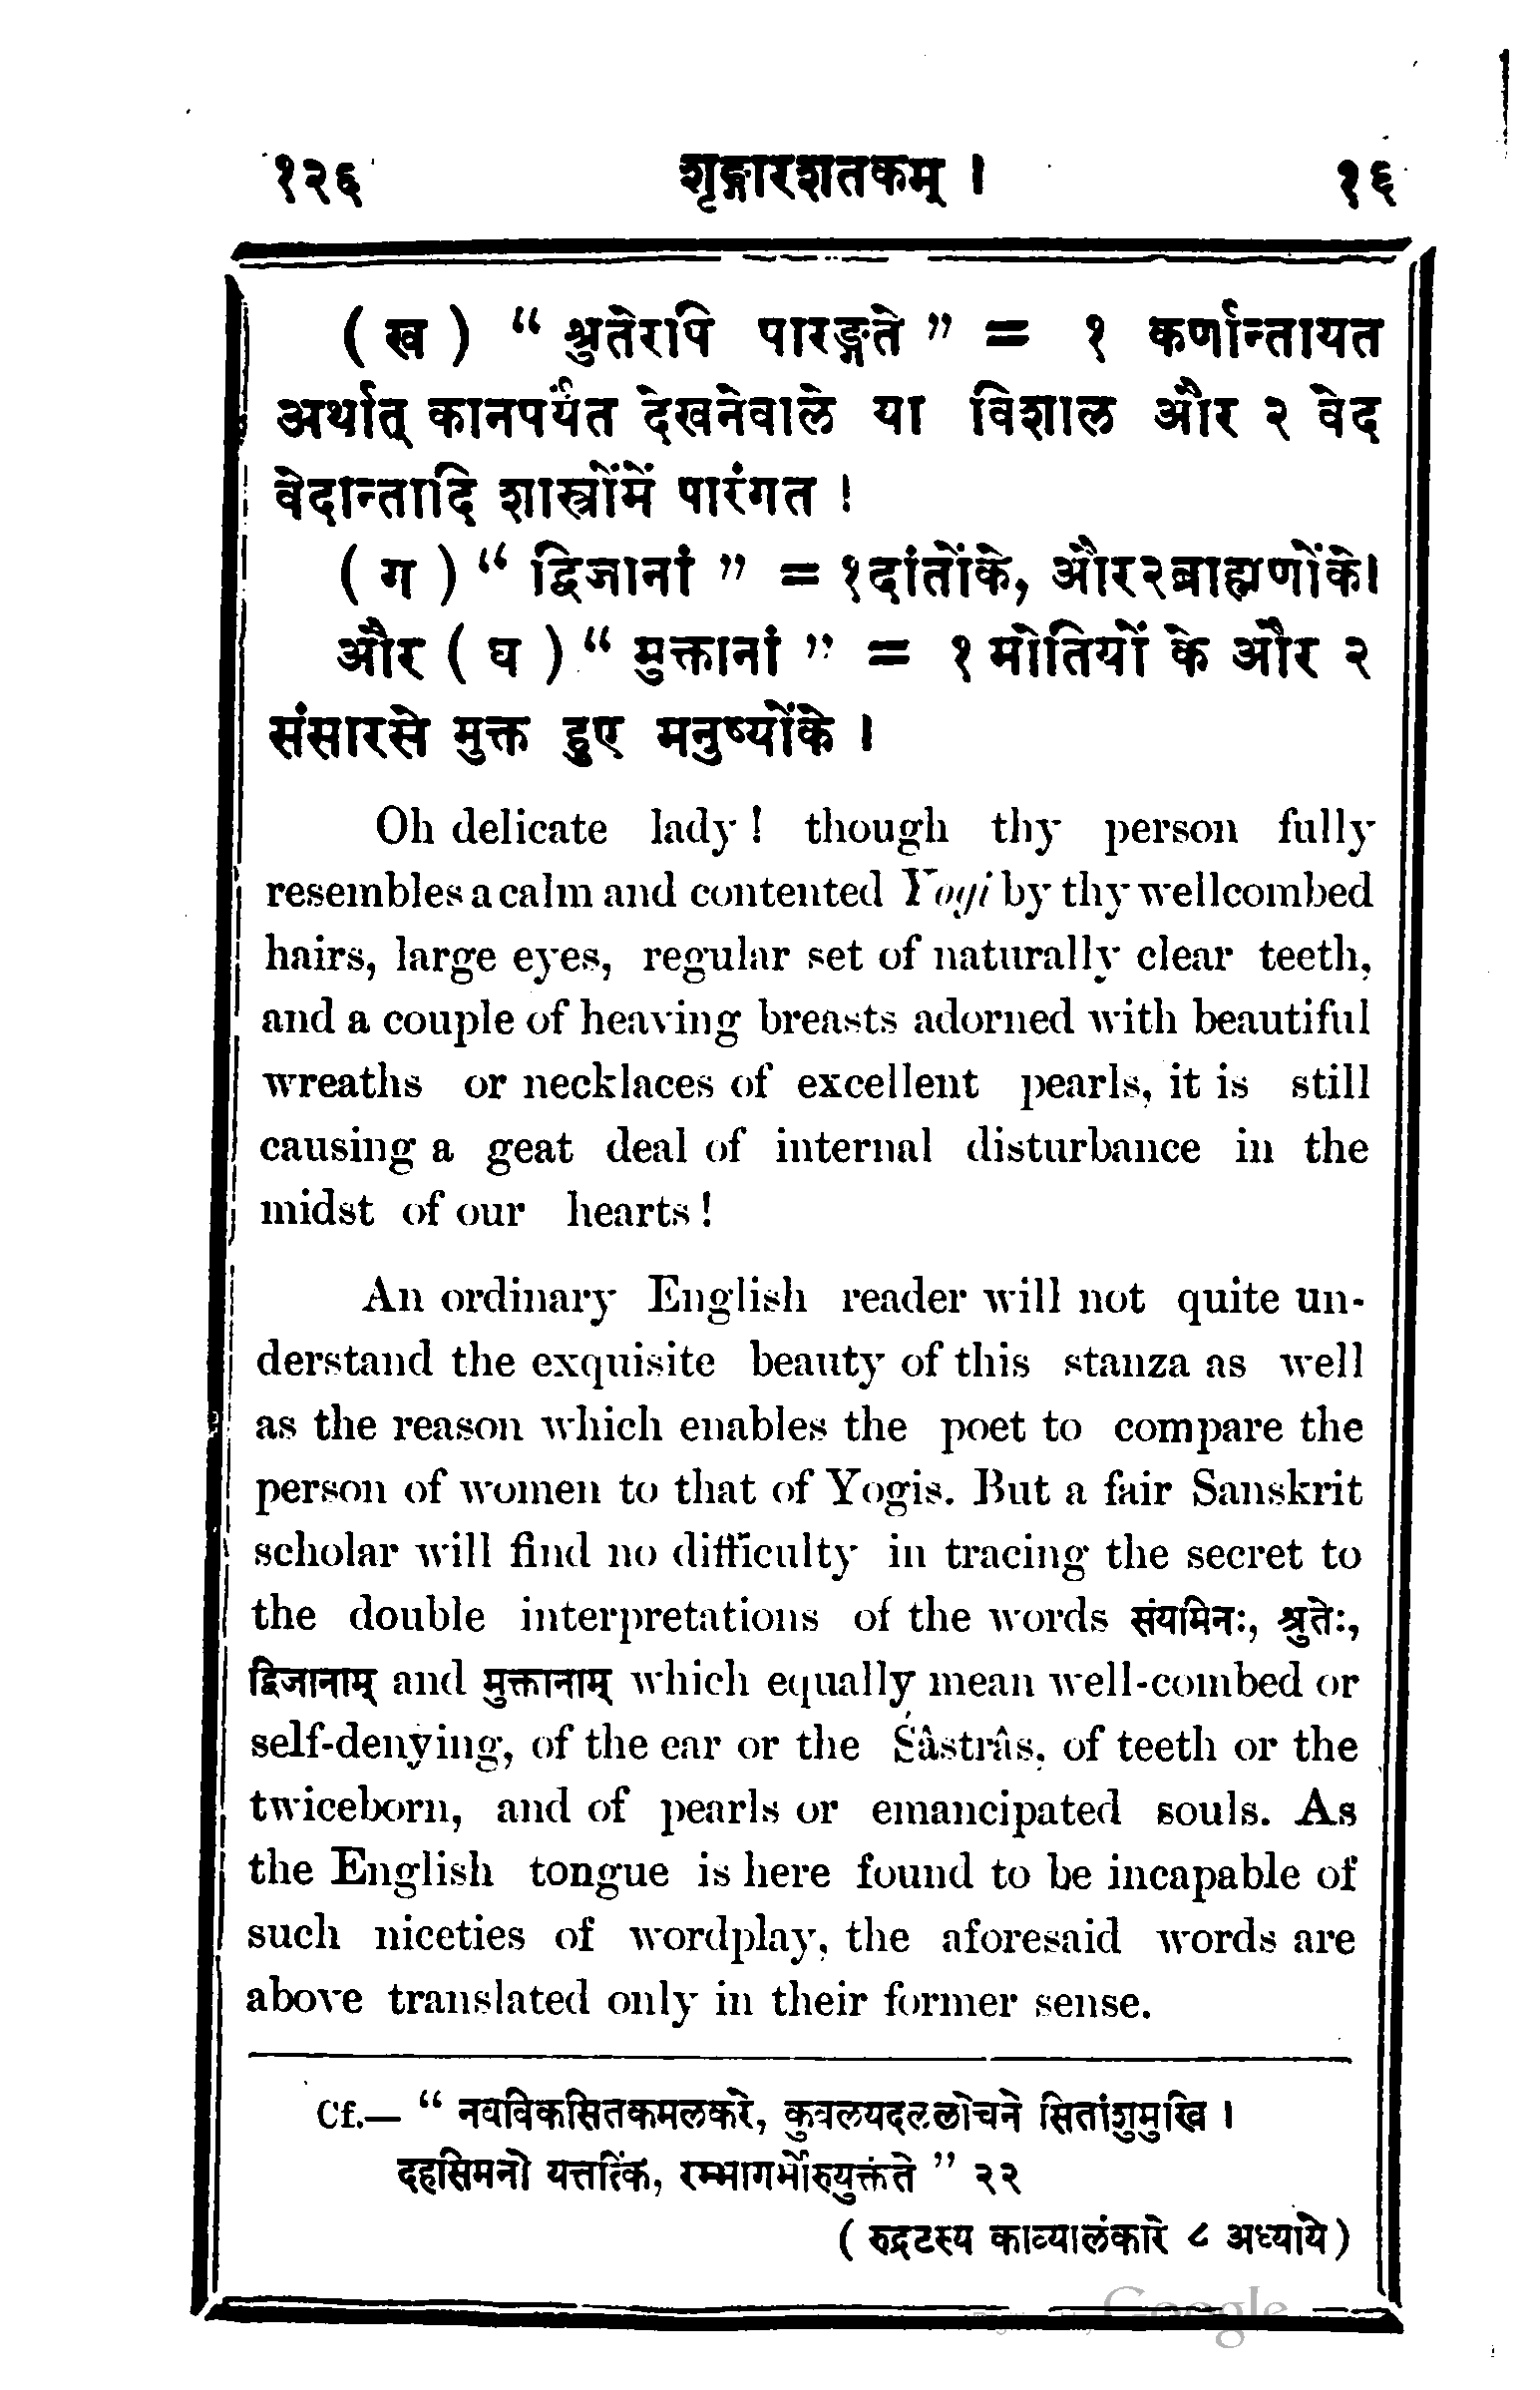 १२६ शृङ्गारशतकम् । १६
( ख ) “ श्रुतेरपि पारङ्गते ” = १ कर्णान्तायत
अर्थात् कानपर्यंत देखनेवाले या विशाल और २ वेद
वेदान्तादि शास्त्रोंमें पारंगत ।
( ग ) “ द्विजानां ” = १दांतोंके, और२ब्राह्मणोंके।
और ( घ ) “ मुक्तानां ” = १ मोतियों के और २
संसारसे मुक्त हुए मनुष्योंके ।
Oh delicate lady ! though thy person fully
resembles a calm and contented Yogi by thy wellcombed
hairs, large eyes, regular set of naturally clear teeth,
and a couple of heaving breasts adorned with beautiful
wreaths or necklaces of excellent pearls, it is still
causing a geat deal of internal disturbance in the
midst of our hearts !
An ordinary English reader will not quite un-
derstand the exquisite beauty of this stanza as well
as the reason which enables the poet to compare the
person of women to that of Yogis. But a fair Sanskrit
scholar will find no difficulty in tracing the secret to
the double interpretations of the words संयमिनः, श्रुतेः,
द्विजानाम् and मुक्तानाम् which equally mean well-combed or
self-denying, of the ear or the Śâstrâs, of teeth or the
twiceborn, and of pearls or emancipated souls. As
the English tongue is here found to be incapable of
such niceties of wordplay, the aforesaid words are
above translated only in their former sense.
Cf.— “ नवविकसितकमलकरे, कुवलयदललोचने सितांशुमुखि ।
दहसिमनो यत्तत्किं, रम्भागर्भोरुयुक्तंते ” २२
( रुद्रटस्य काव्यालंकारे ८ अध्याये )
Google